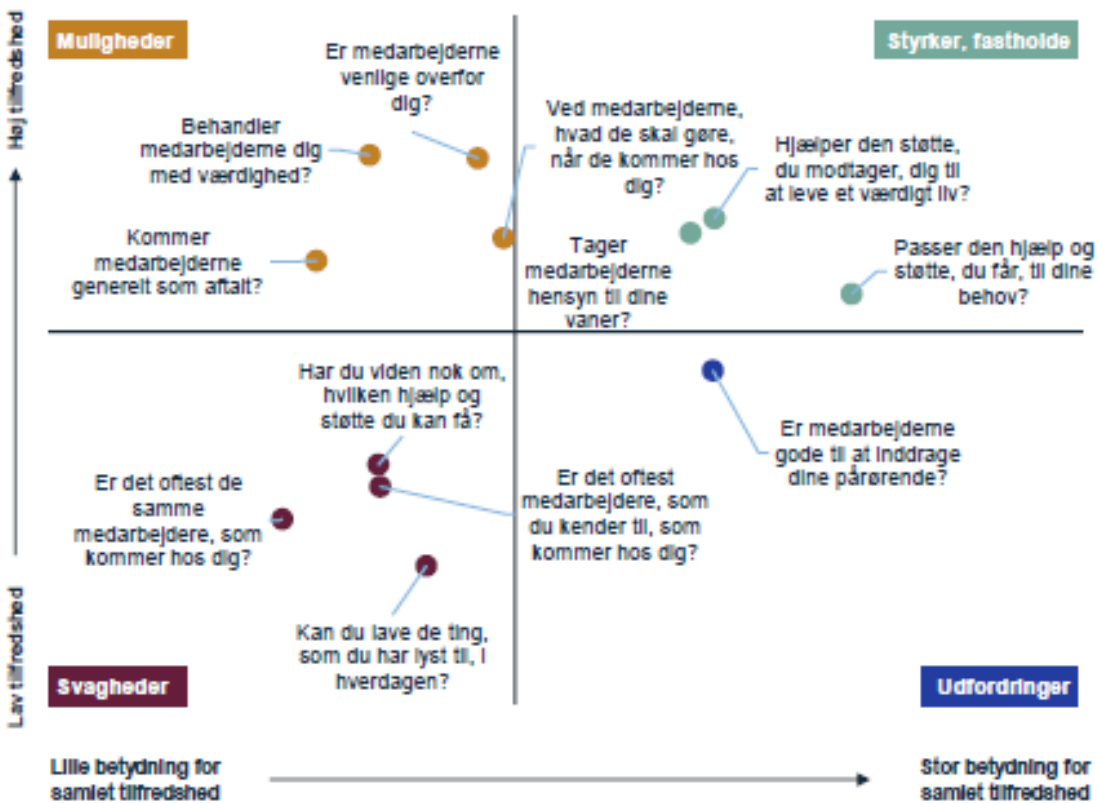 Høj tilfredshed
Lav tilfredshed
Muligheder
Styrker, fastholde
Er medarbejderne
venlige overfor
dig?
Behandler
medarbejderne dig
med værdighed?
Ved medarbejderne,
hvad de skal gøre,
når de kommer hos
dig?
Hjælper den støtte,
du modtager, dig til
at leve et værdigt liv?
Kommer
medarbejderne
generelt som aftalt?
Tager
medarbejderne
hensyn til dine
vaner?
Passer den hjælp og
støtte, du får, til dine
behov?
Har du viden nok om,
hvilken hjælp og
støtte du kan få?
Er medarbejderne
gode til at inddrage
dine pårørende?
Er det oftest de
samme
medarbejdere, som
kommer hos dig?
Er det oftest
medarbejdere, som
du kender til, som
kommer hos dig?
Kan du lave de ting,
som du har lyst til, i
hverdagen?
Svagheder
Udfordringer
Lille betydning for
samlet tilfredshed
Stor betydning for
samlet tilfredshed